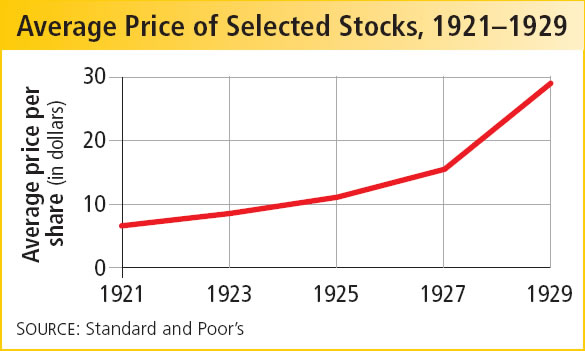 Average Price of Selected Stocks, 1921–1929
Average price per
share (in dollars)
30
20
10
0
1921 1923 1925 1927 1929
SOURCE: Standard and Poor's